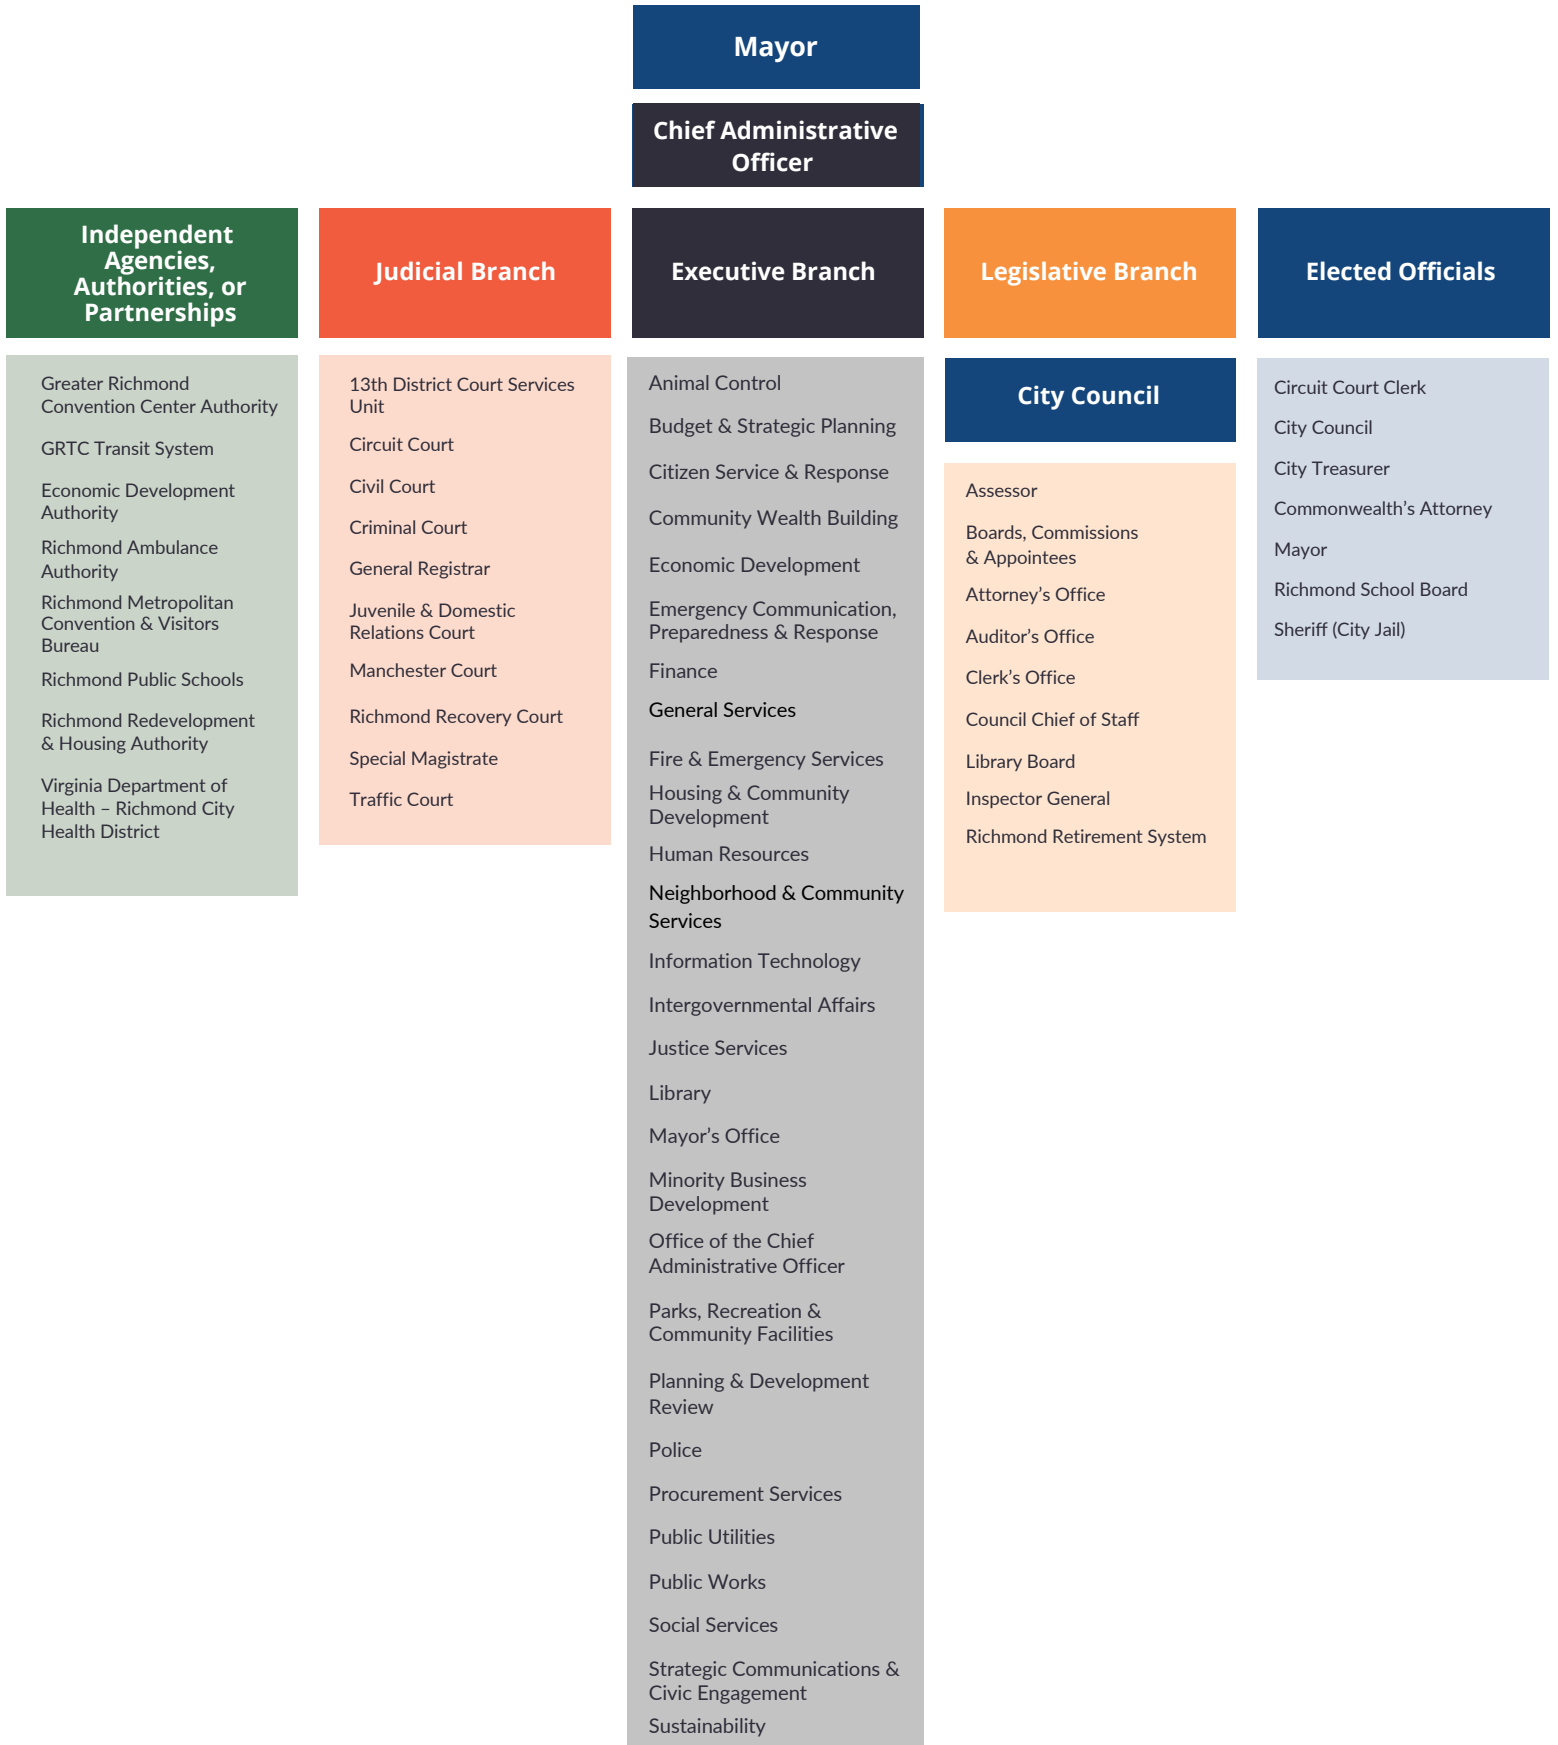 Mayor
Chief Administrative
Officer
Independent
Agencies,
Authorities, or
Partnerships
Greater Richmond
Convention Center Authority
GRTC Transit System
Economic Development
Authority
Richmond Ambulance
Authority
Richmond Metropolitan
Convention & Visitors
Bureau
Richmond Public Schools
Richmond Redevelopment
& Housing Authority
Virginia Department of
Health – Richmond City
Health District
Judicial Branch
13th District Court Services
Unit
Circuit Court
Civil Court
Criminal Court
General Registrar
Juvenile & Domestic
Relations Court
Manchester Court
Richmond Recovery Court
Special Magistrate
Traffic Court
Executive Branch
Animal Control
Budget & Strategic Planning
Citizen Service & Response
Community Wealth Building
Economic Development
Emergency Communication,
Preparedness & Response
Finance
General Services
Fire & Emergency Services
Housing & Community
Development
Human Resources
Neighborhood & Community
Services
Information Technology
Intergovernmental Affairs
Justice Services
Library
Mayor’s Office
Minority Business
Development
Office of the Chief
Administrative Officer
Parks, Recreation &
Community Facilities
Planning & Development
Review
Police
Procurement Services
Public Utilities
Public Works
Social Services
Strategic Communications &
Civic Engagement
Sustainability
Legislative Branch
City Council
Assessor
Boards, Commissions
& Appointees
Attorney’s Office
Auditor’s Office
Clerk’s Office
Council Chief of Staff
Library Board
Inspector General
Richmond Retirement System
Elected Officials
Circuit Court Clerk
City Council
City Treasurer
Commonwealth’s Attorney
Mayor
Richmond School Board
Sheriff (City Jail)